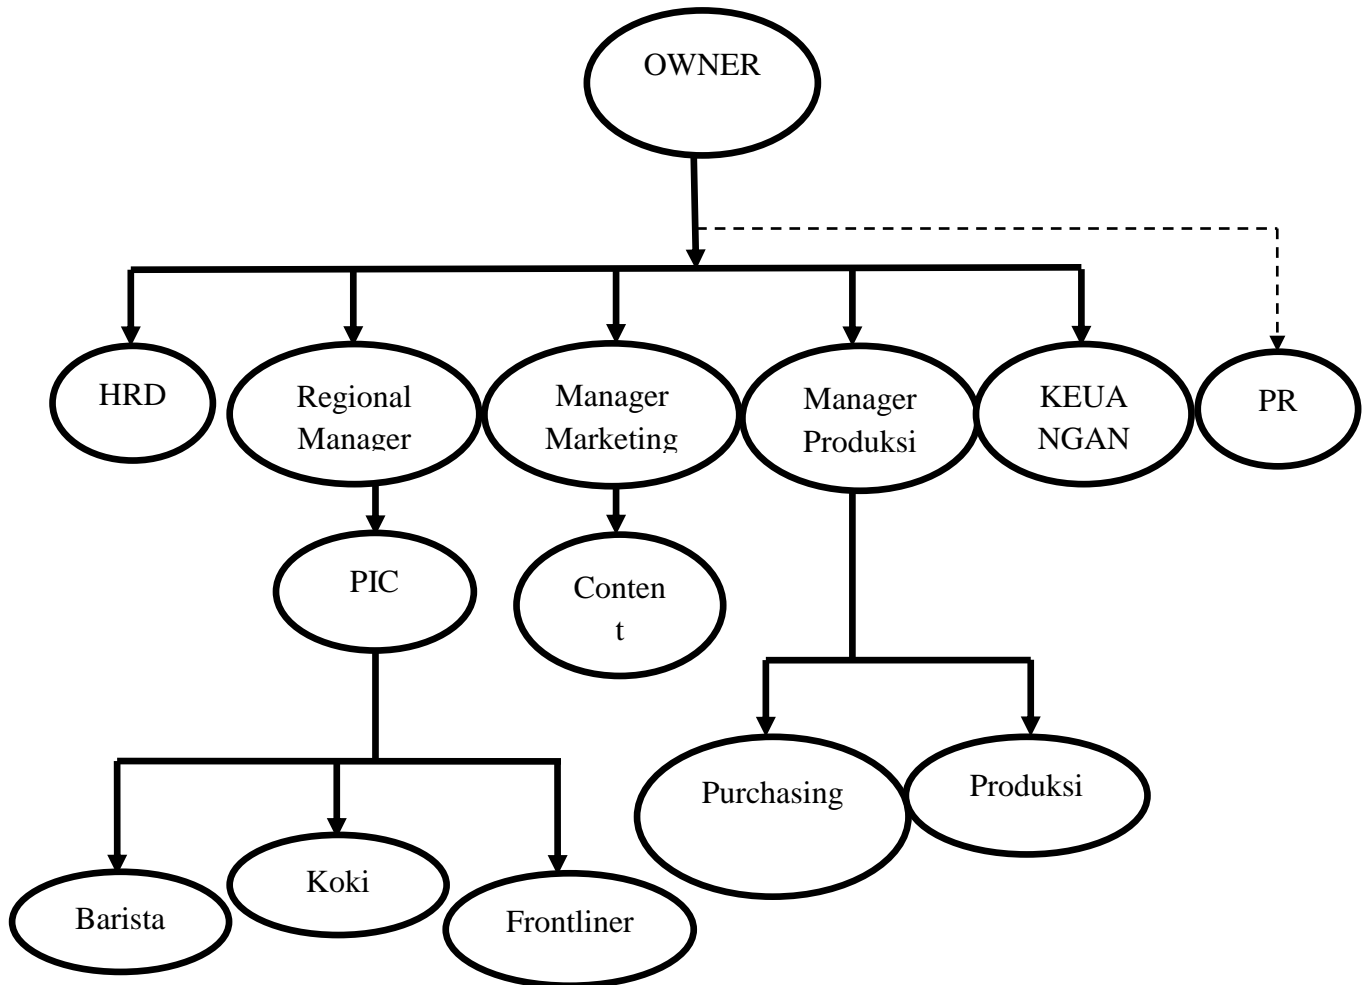 OWNER
HRD
Regional
Manager
Manager
Marketing
Manager
Produksi
KEUA
NGAN
PR
PIC
Conten
t
Purchasing
Produksi
Barista
Koki
Frontliner